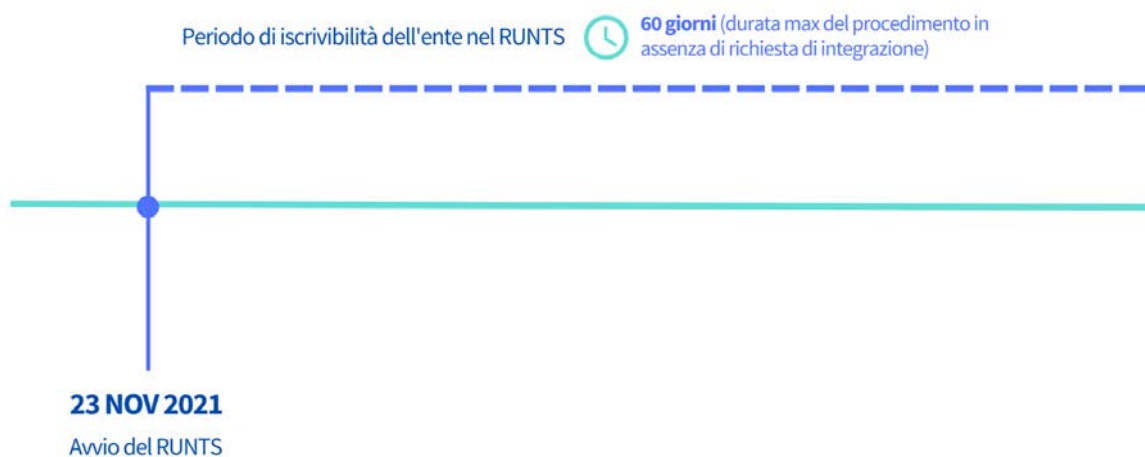 Periodo di iscrivibilità dell'ente nel RUNTS
60 giorni (durata max del procedimento in
assenza di richiesta di integrazione)
23 NOV 2021
Avvio del RUNTS